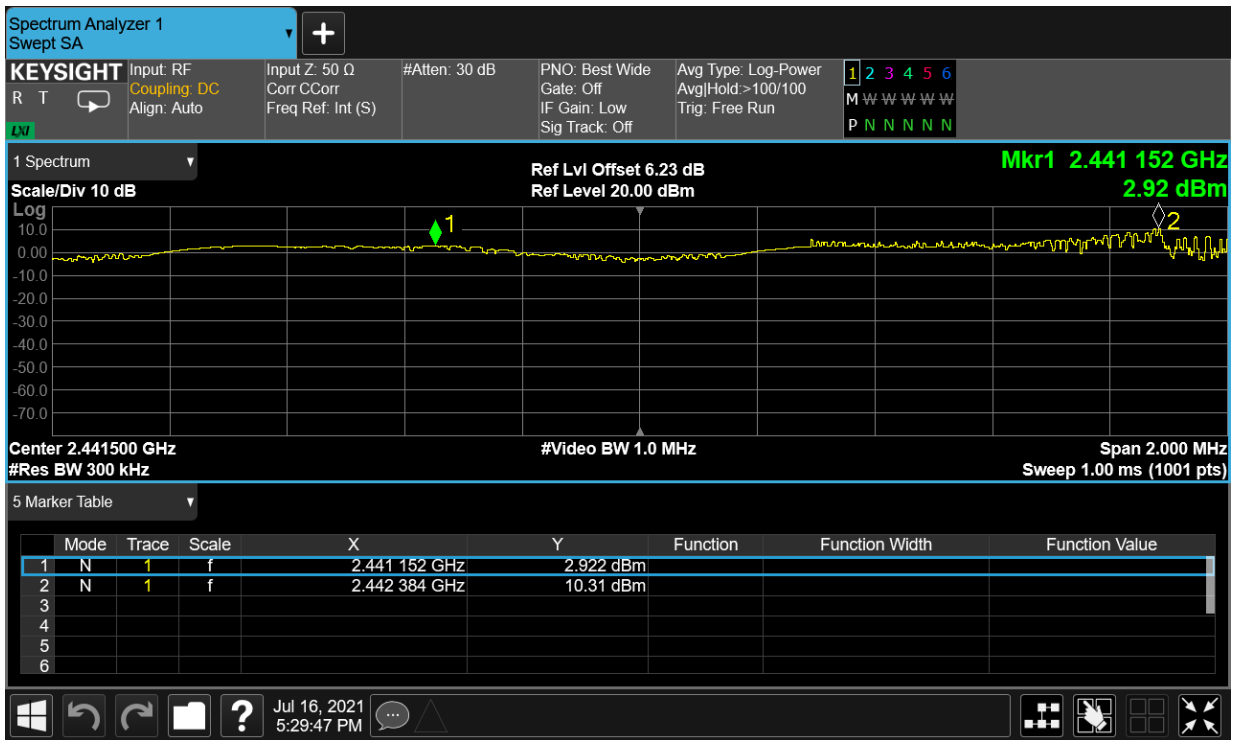 Spectrum Analyzer 1
Swept SA
KEYSIGHT
R T
LXI
Input: RF
Coupling: DC
Align: Auto
Input Z: 50 Ω
Corr CCorr
Freq Ref: Int (S)
#Atten: 30 dB
PNO: Best Wide
Gate: Off
IF Gain: Low
Sig Track: Off
Avg Type: Log-Power
Avg|Hold:>100/100
Trig: Free Run
1 2 3 4 5 6
M W W W W W
P N N N N N
1 Spectrum
Scale/Div 10 dB
Ref Lvl Offset 6.23 dB
Ref Level 20.00 dBm
Mkr1 2.441 152 GHz
2.92 dBm
Log
10.0
0.00
-10.0
-20.0
-30.0
-40.0
-50.0
-60.0
-70.0
1
2
Center 2.441500 GHz
#Res BW 300 kHz
#Video BW 1.0 MHz
Span 2.000 MHz
Sweep 1.00 ms (1001 pts)
5 Marker Table
Mode Trace Scale X Y Function Function Width Function Value
1 N 1 f 2.441 152 GHz 2.922 dBm
2 N 1 f 2.442 384 GHz 10.31 dBm
3
4
5
6
?
Jul 16, 2021
5:29:47 PM